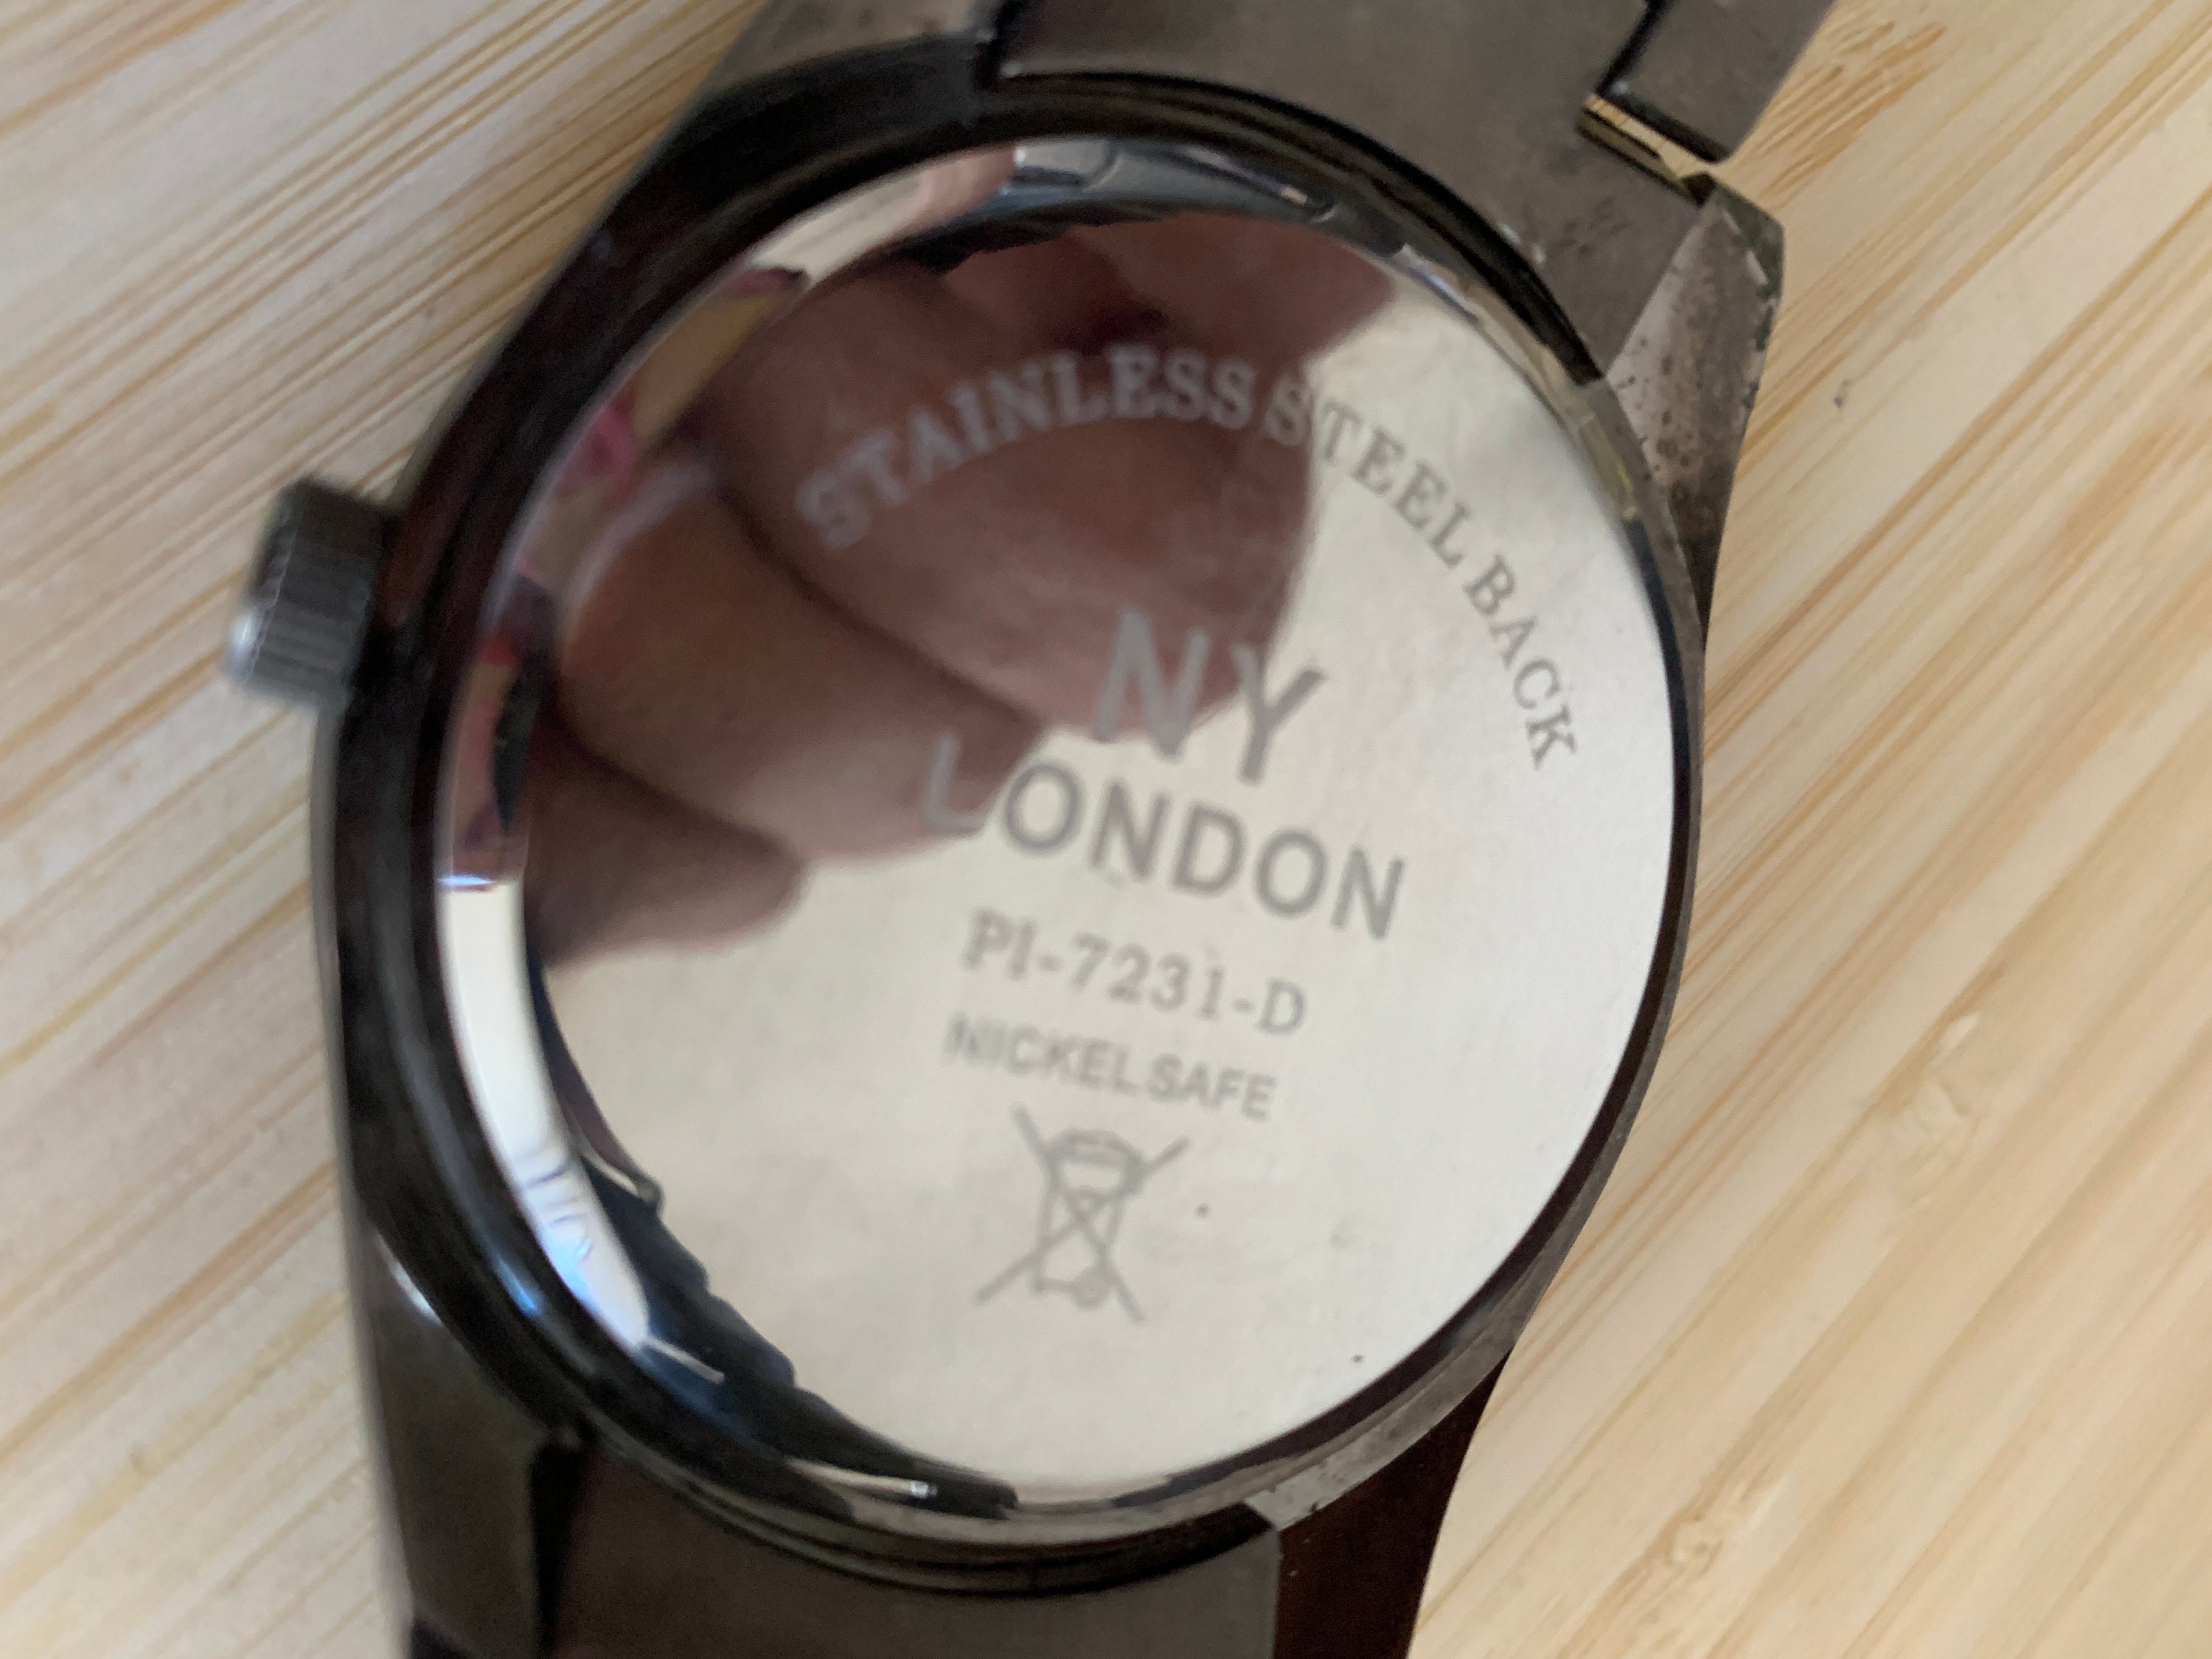 STAINLESS STEEL BACK
NY
LONDON
PI-7231-D
NICKEL SAFE